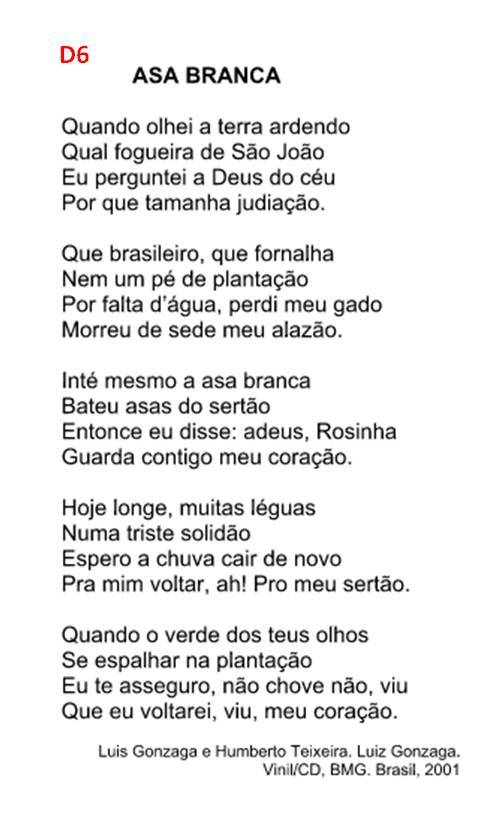 D6
ASA BRANCA
Quando olhei a terra ardendo
Qual fogueira de São João
Eu perguntei a Deus do céu
Por que tamanha judiação.
Que brasileiro, que fornalha
Nem um pé de plantação
Por falta d'água, perdi meu gado
Morreu de sede meu alazão.
Inté mesmo a asa branca
Bateu asas do sertão
Entonce eu disse: adeus, Rosinha
Guarda contigo meu coração.
Hoje longe, muitas léguas
Numa triste solidão
Espero a chuva cair de novo
Pra mim voltar, ah! Pro meu sertão.
Quando o verde dos teus olhos
Se espalhar na plantação
Eu te asseguro, não chove não, viu
Que eu voltarei, viu, meu coração.
Luis Gonzaga e Humberto Teixeira. Luiz Gonzaga.
Vinil/CD, BMG. Brasil, 2001